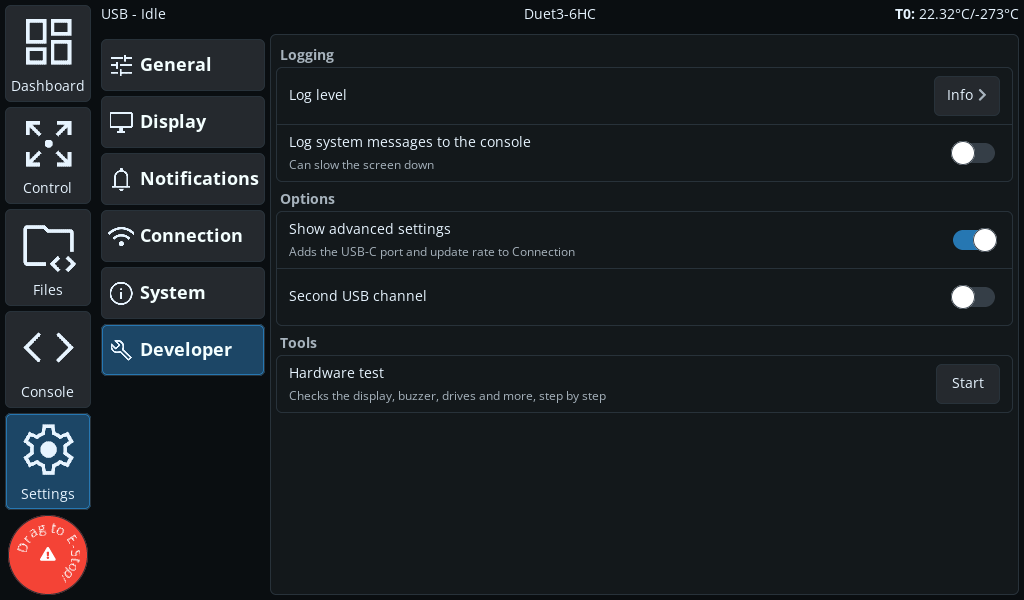 USB - Idle
Duet3-6HC
T0: 22.32°C/-273°C
Dashboard
Control
Files
Console
Settings
Drag to E-Stop!
General
Display
Notifications
Connection
System
Developer
Logging
Log level
Info
Log system messages to the console
Can slow the screen down
Options
Show advanced settings
Adds the USB-C port and update rate to Connection
Second USB channel
Tools
Hardware test
Checks the display, buzzer, drives and more, step by step
Start